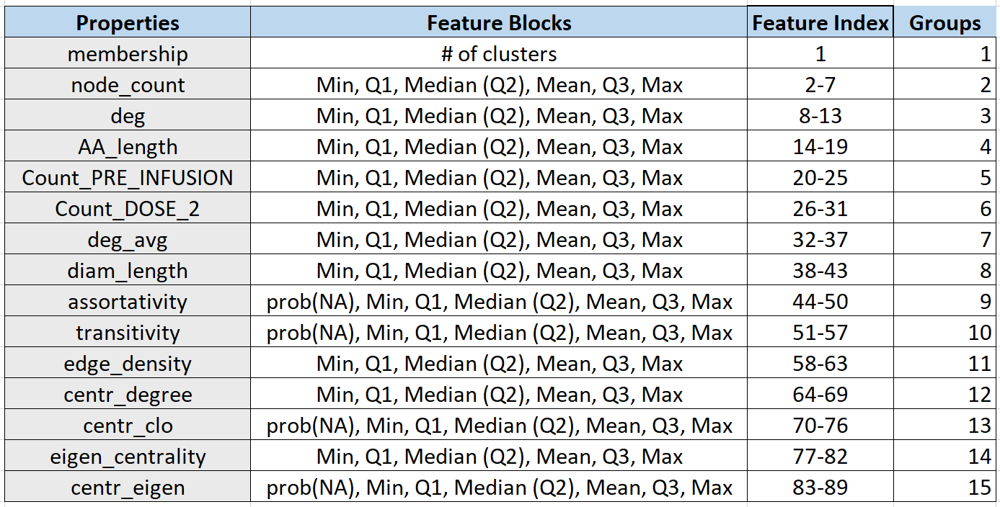 Properties Feature Blocks Feature Index Groups
membership # of clusters 1 1
node_count Min, Q1, Median (Q2), Mean, Q3, Max 2-7 2
deg Min, Q1, Median (Q2), Mean, Q3, Max 8-13 3
AA_length Min, Q1, Median (Q2), Mean, Q3, Max 14-19 4
Count_PRE_INFUSION Min, Q1, Median (Q2), Mean, Q3, Max 20-25 5
Count_DOSE_2 Min, Q1, Median (Q2), Mean, Q3, Max 26-31 6
deg_avg Min, Q1, Median (Q2), Mean, Q3, Max 32-37 7
diam_length Min, Q1, Median (Q2), Mean, Q3, Max 38-43 8
assortativity prob(NA), Min, Q1, Median (Q2), Mean, Q3, Max 44-50 9
transitivity prob(NA), Min, Q1, Median (Q2), Mean, Q3, Max 51-57 10
edge_density Min, Q1, Median (Q2), Mean, Q3, Max 58-63 11
centr_degree Min, Q1, Median (Q2), Mean, Q3, Max 64-69 12
centr_clo prob(NA), Min, Q1, Median (Q2), Mean, Q3, Max 70-76 13
eigen_centrality Min, Q1, Median (Q2), Mean, Q3, Max 77-82 14
centr_eigen prob(NA), Min, Q1, Median (Q2), Mean, Q3, Max 83-89 15